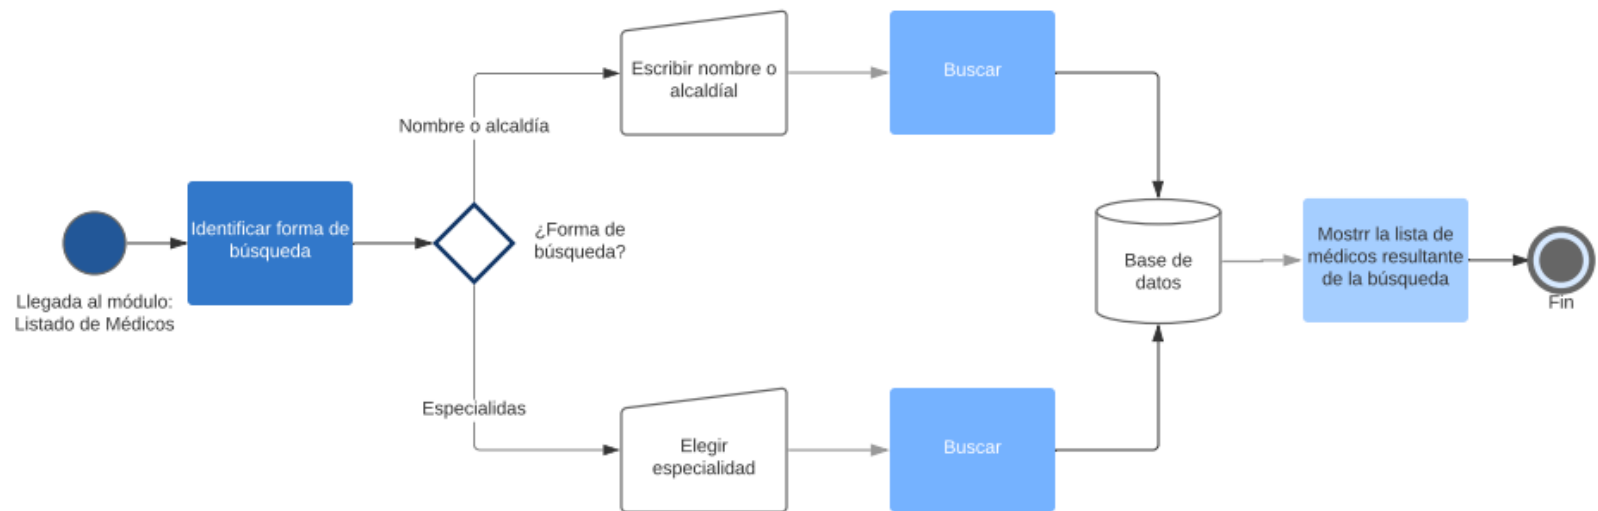 Llegada al módulo:
Listado de Médicos
Identificar forma de
búsqueda
¿Forma de
búsqueda?
Nombre o alcaldía
Escribir nombre o
alcaldíal
Buscar
Especialidas
Elegir
especialidad
Buscar
Base de
datos
Mostrr la lista de
médicos resultante
de la búsqueda
Fin